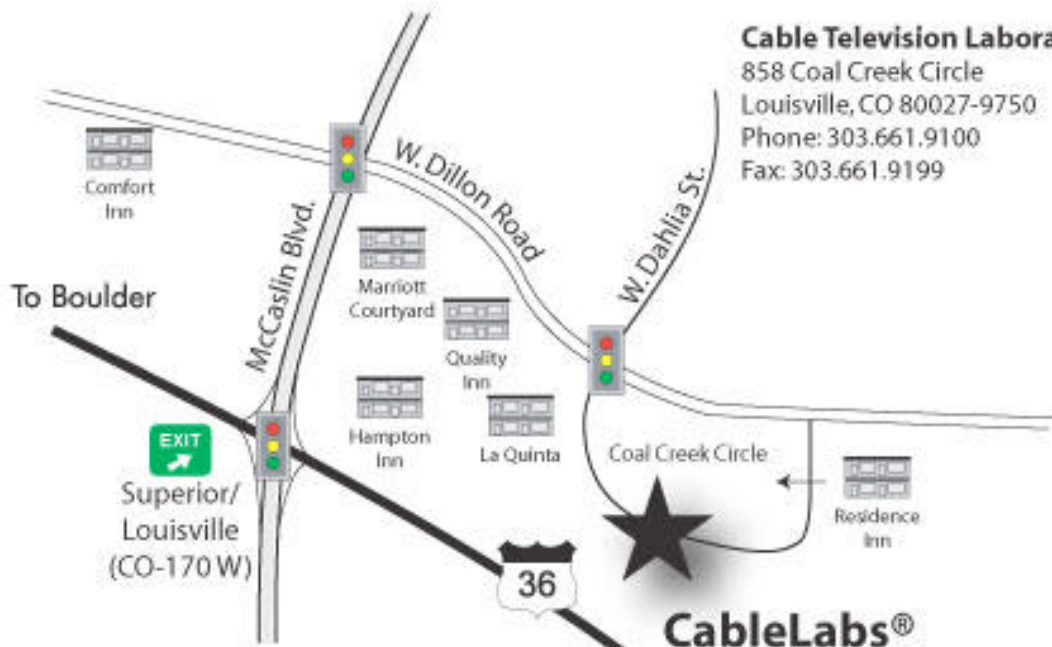 Cable Television
858 Coal Creek Circle
Louisville, CO 80027-9750
Phone: 303.661.9100
Fax: 303.661.9199
W. Dillon Road
W. Dahlia St.
McCaslin Blvd.
Comfort
Inn
Marriott
Courtyard
To Boulder
Quality
Inn
Hampton
Inn
La Quinta
Coal Creek Circle
EXIT
Superior/
Louisville
(CO-170 W)
Residence
Inn
36
CableLabs®